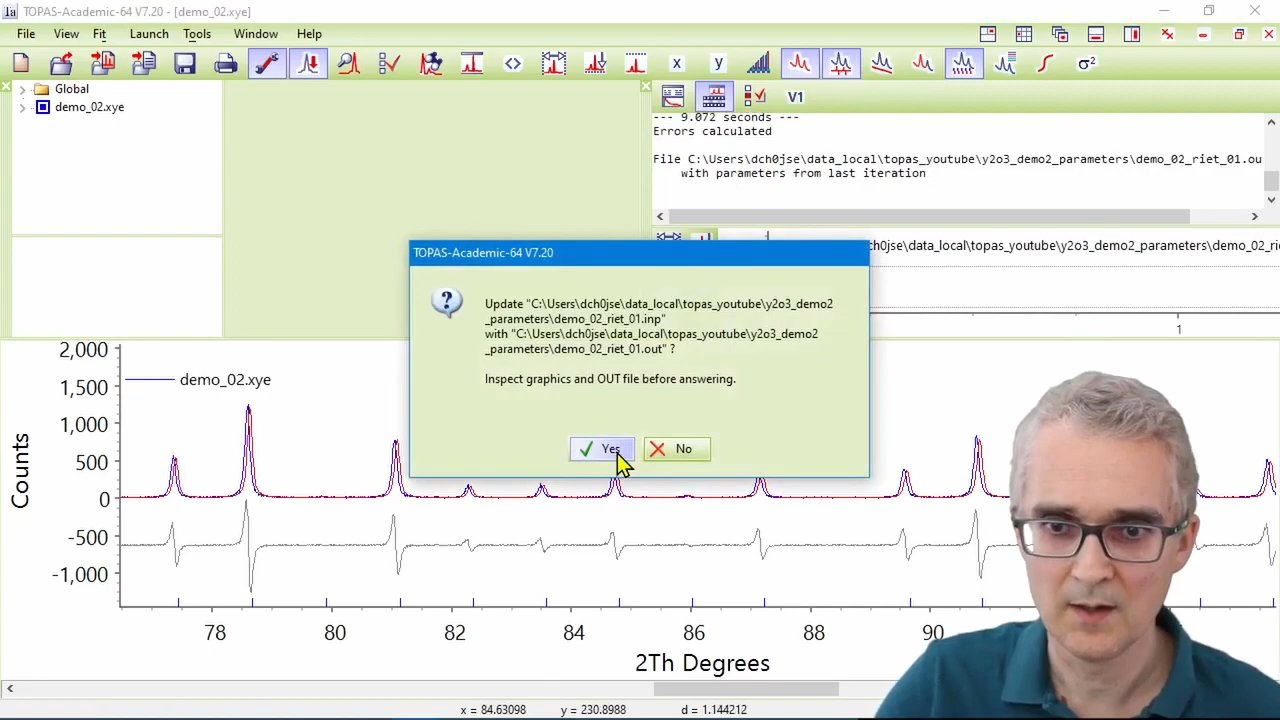 TOPAS-Academic V7.20 - [demo_02.xye]
File View Fit Launch Tools Window Help
x y σ²
Global
demo_02.xye
V1
--- 9.072 seconds ---
Errors calculated
File C:\Users\dch0jse\data_local\topas_youtube\y2o3_demo2_parameters\demo_02_riet_01.ou
with parameters from last iteration
ch0jse\data_local\topas_youtube\y2o3_demo2_parameters\demo_02_ri
1
TOPAS-Academic-64 V7.20
Update "C:\Users\dch0jse\data_local\topas_youtube\y2o3_demo2
_parameters\demo_02_riet_01.inp"
with "C:\Users\dch0jse\data_local\topas_youtube\y2o3_demo2
_parameters\demo_02_riet_01.out" ?
Inspect graphics and OUT file before answering.
Yes No
2,000
demo_02.xye
1,500
1,000
500
0
-500
-1,000
Counts
78 80 82 84 86 88 90
2Th Degrees
x = 84.63098 y = 230.8988 d = 1.144212